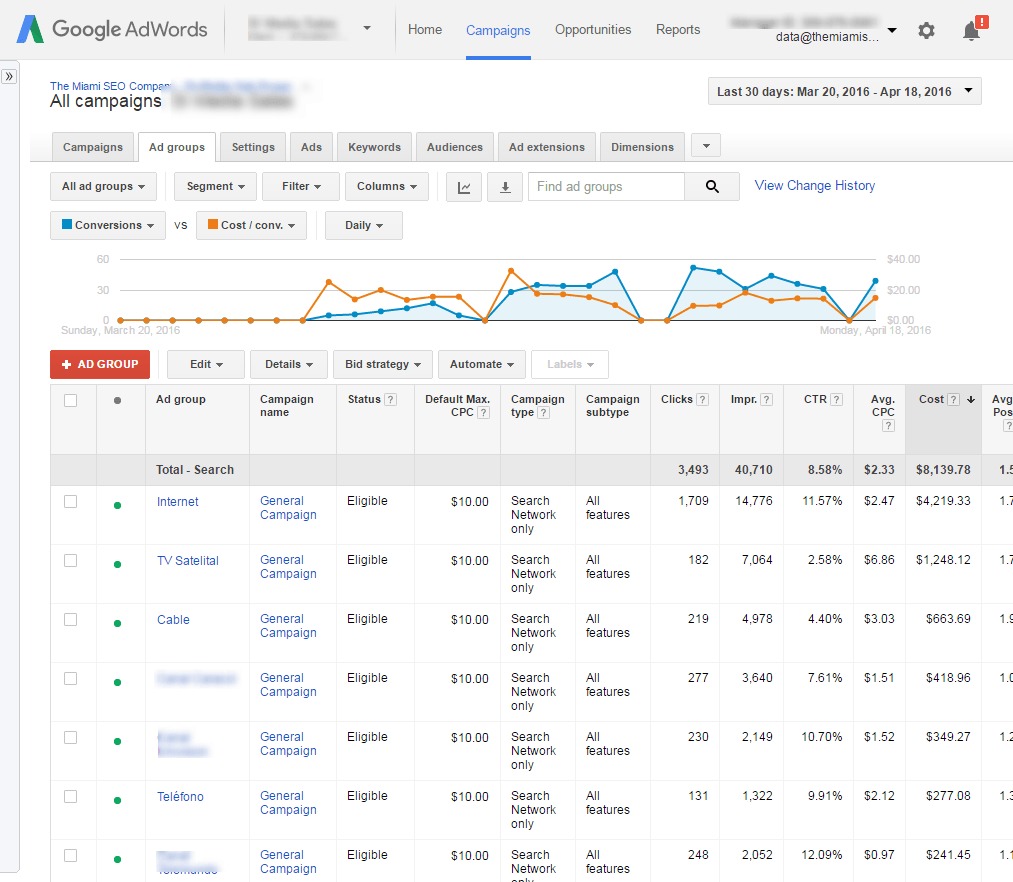 Google AdWords
Home Campaigns Opportunities Reports
data@themiamis...
!
»
The Miami SEO Compan
All campaigns
Last 30 days: Mar 20, 2016 - Apr 18, 2016
Campaigns Ad groups Settings Ads Keywords Audiences Ad extensions Dimensions
All ad groups Segment Filter Columns Find ad groups View Change History
Conversions VS Cost / conv. Daily
60 $40.00
30 $20.00
0 $0.00
Sunday, March 20, 2016 Monday, April 18, 2016
+ AD GROUP Edit Details Bid strategy Automate Labels
Ad group Campaign Status ? Default Max. Campaign Campaign Clicks ? Impr. ? CTR ? Avg. Cost ? Avg
name CPC ? type ? subtype CPC Pos
? ?
Total - Search 3,493 40,710 8.58% $2.33 $8,139.78 1.5
Internet General Eligible $10.00 Search All 1,709 14,776 11.57% $2.47 $4,219.33 1.7
Campaign Network features
only
TV Satelital General Eligible $10.00 Search All 182 7,064 2.58% $6.86 $1,248.12 1.7
Campaign Network features
only
Cable General Eligible $10.00 Search All 219 4,978 4.40% $3.03 $663.69 1.9
Campaign Network features
only
General Eligible $10.00 Search All 277 3,640 7.61% $1.51 $418.96 1.0
Campaign Network features
only
General Eligible $10.00 Search All 230 2,149 10.70% $1.52 $349.27 1.2
Campaign Network features
only
Teléfono General Eligible $10.00 Search All 131 1,322 9.91% $2.12 $277.08 1.3
Campaign Network features
only
General Eligible $10.00 Search All 248 2,052 12.09% $0.97 $241.45 1.1
Campaign Network features